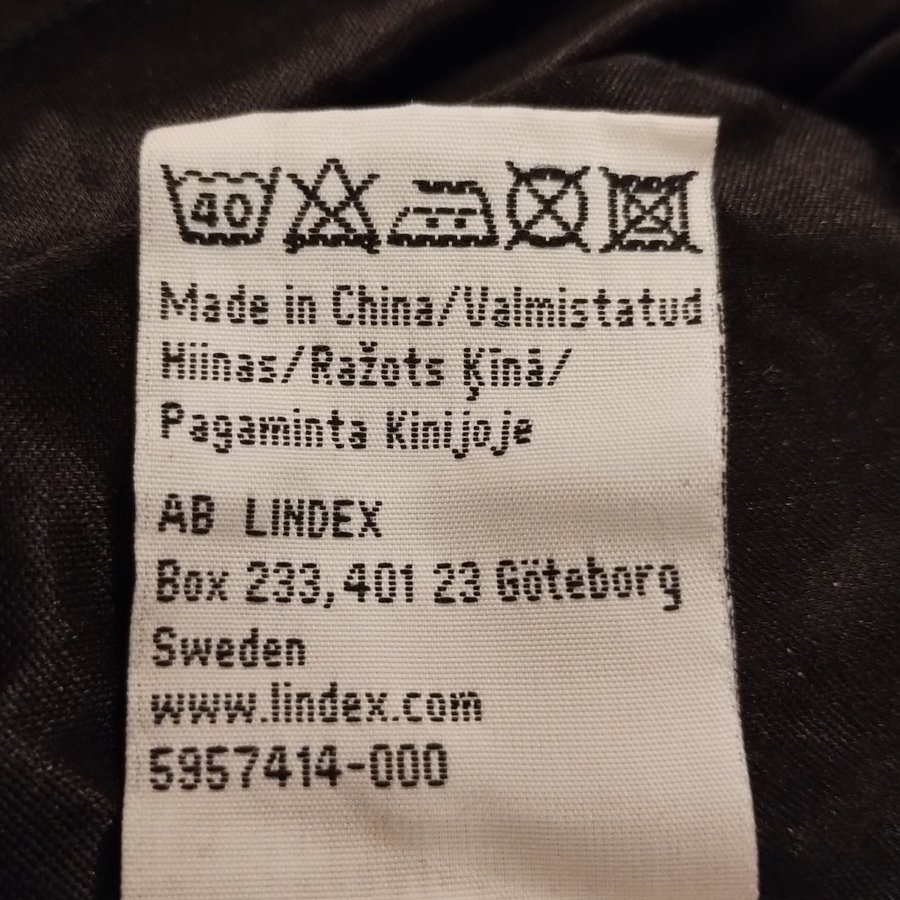 40
Made in China/Valmistatud
Hiinas/Ražots Ķīnā/
Pagaminta Kinijoje
AB LINDEX
Box 233, 401 23 Göteborg
Sweden
www.lindex.com
5957414-000